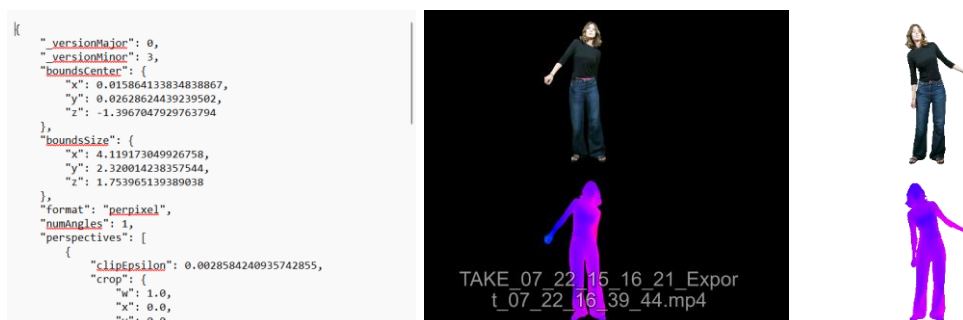 {
"_versionMajor": 0,
"_versionMinor": 3,
"boundsCenter": {
"x": 0.015864133834838867,
"y": 0.02628624439239502,
"z": -1.3967047929763794
},
"boundsSize": {
"x": 4.119173049926758,
"y": 2.320014238357544,
"z": 1.753965139389038
},
"format": "perpixel",
"numAngles": 1,
"perspectives": [
{
"clipEpsilon": 0.0028584240935742855,
"crop": {
"w": 1.0,
"x": 0.0,
TAKE_07_22_15_16_21_Expor
t_07_22_16_39_44.mp4